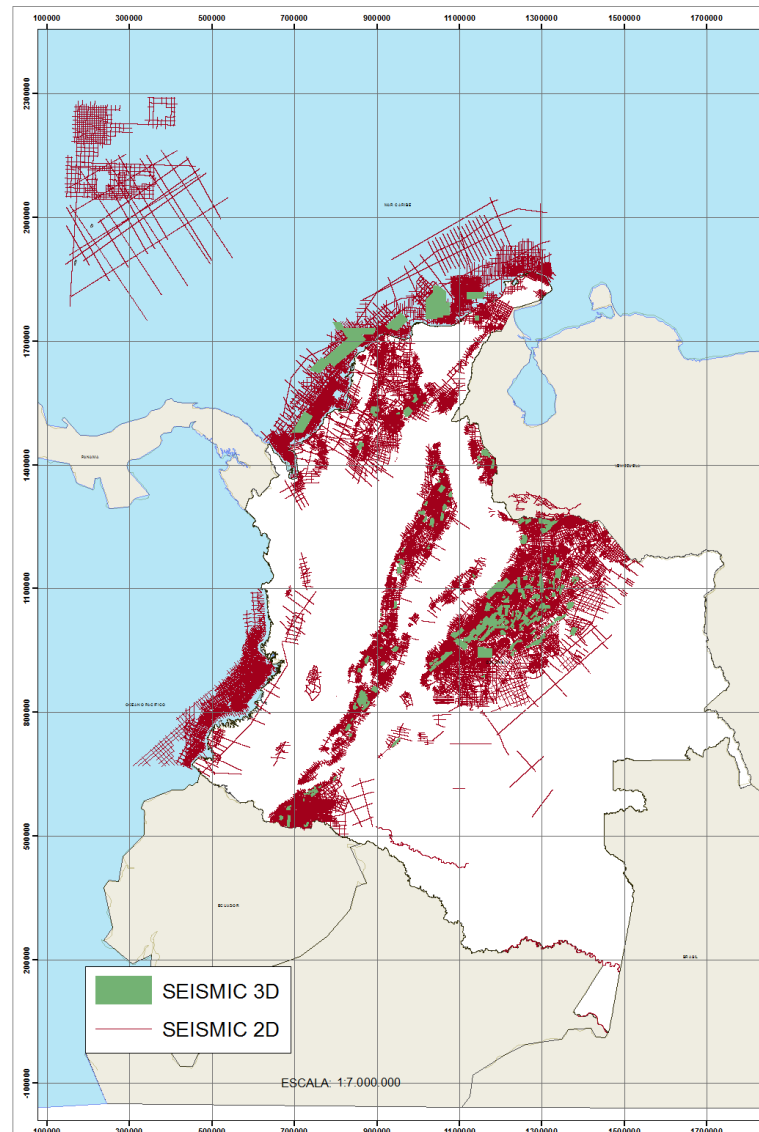 100000 300000 500000 700000 900000 1100000 1300000 1500000 1700000
2300000
2000000
MAR CARIBE
1700000
PANAMA
1400000
VENEZUELA
1100000
OCEANO PACIFICO
800000
500000
ECUADOR
BRASIL
200000
SEISMIC 3D
SEISMIC 2D
ESCALA: 1:7.000.000
-100000
100000 300000 500000 700000 900000 1100000 1300000 1500000 1700000